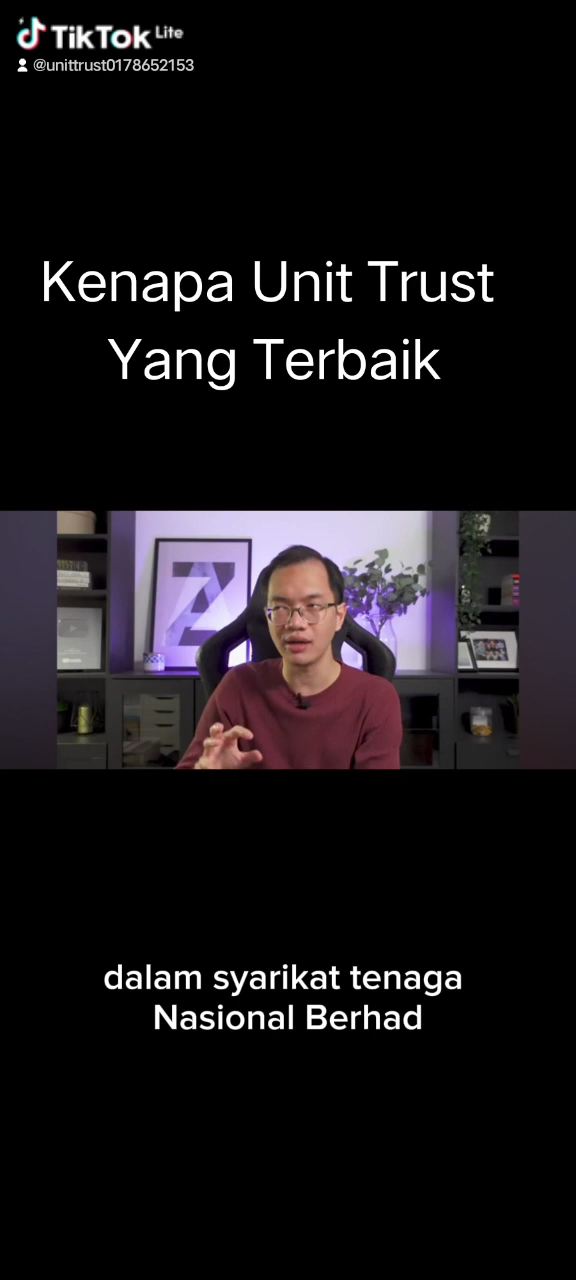 TikTok Lite
@unittrust0178652153
Kenapa Unit Trust
Yang Terbaik
dalam syarikat tenaga
Nasional Berhad